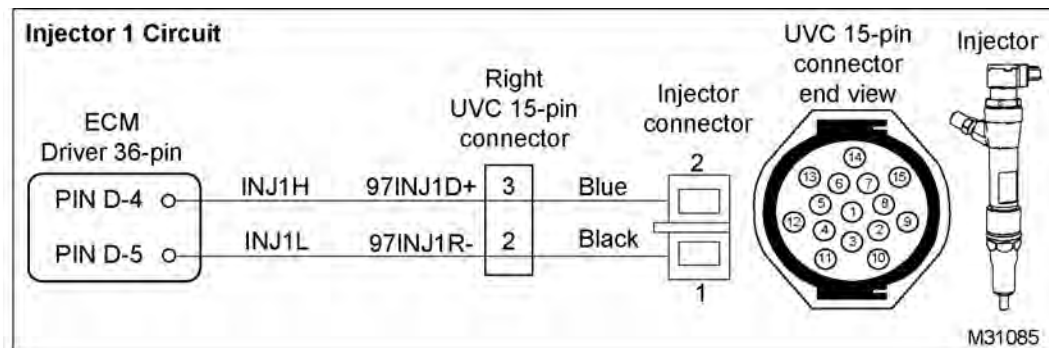 Injector 1 Circuit
ECM
Driver 36-pin
PIN D-4
PIN D-5
INJ1H
INJ1L
97INJ1D+
97INJ1R-
Right
UVC 15-pin
connector
3
2
Blue
Black
Injector
connector
2
1
UVC 15-pin
connector
end view
14
13
6
7
15
5
8
1
12
4
2
9
3
11
10
Injector
M31085